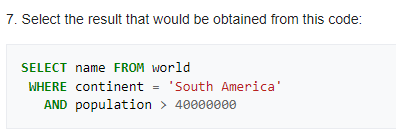 7. Select the result that would be obtained from this code:
SELECT name FROM world
WHERE continent = 'South America'
AND population > 40000000